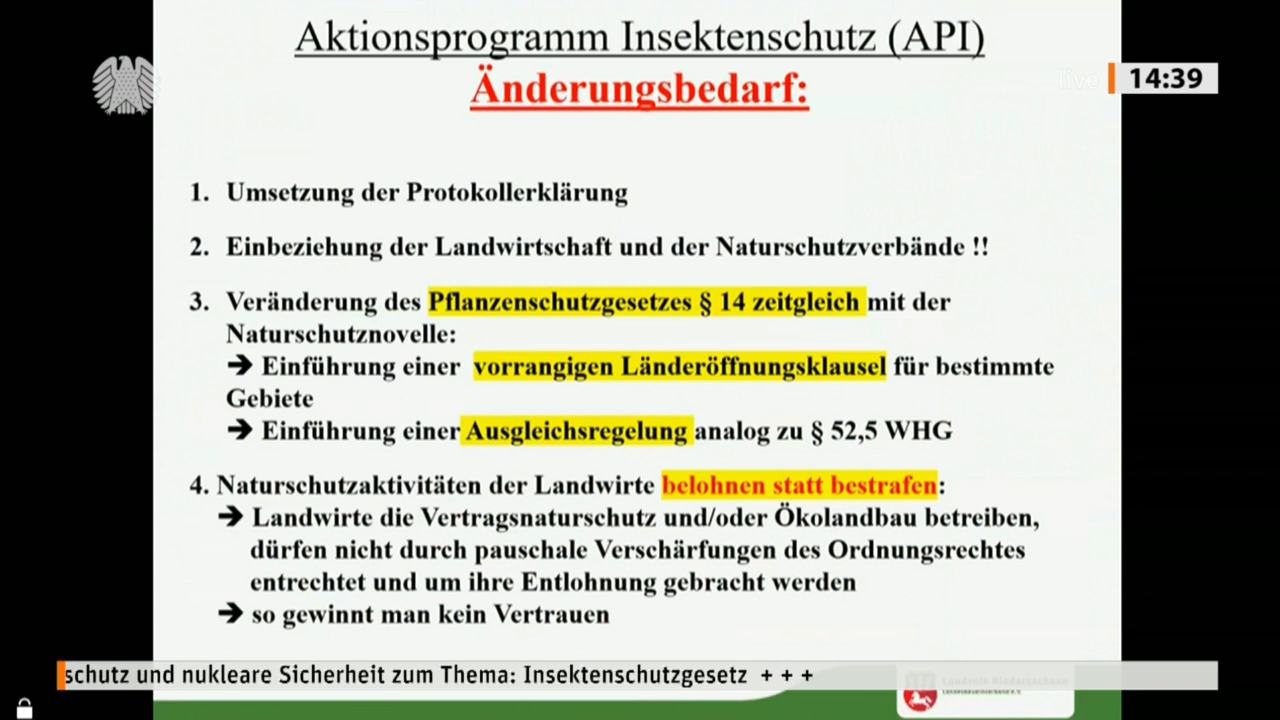 Aktionsprogramm Insektenschutz (API)
Änderungsbedarf:
live
14:39
1. Umsetzung der Protokollerklärung
2. Einbeziehung der Landwirtschaft und der Naturschutzverbände !!
3. Veränderung des Pflanzenschutzgesetzes § 14 zeitgleich mit der
Naturschutznovelle:
➔ Einführung einer vorrangigen Länderöffnungsklausel für bestimmte
Gebiete
➔ Einführung einer Ausgleichsregelung analog zu § 52,5 WHG
4. Naturschutzaktivitäten der Landwirte belohnen statt bestrafen:
➔ Landwirte die Vertragsnaturschutz und/oder Ökolandbau betreiben,
dürfen nicht durch pauschale Verschärfungen des Ordnungsrechtes
entrechtet und um ihre Entlohnung gebracht werden
➔ so gewinnt man kein Vertrauen
schutz und nukleare Sicherheit zum Thema: Insektenschutzgesetz + + +